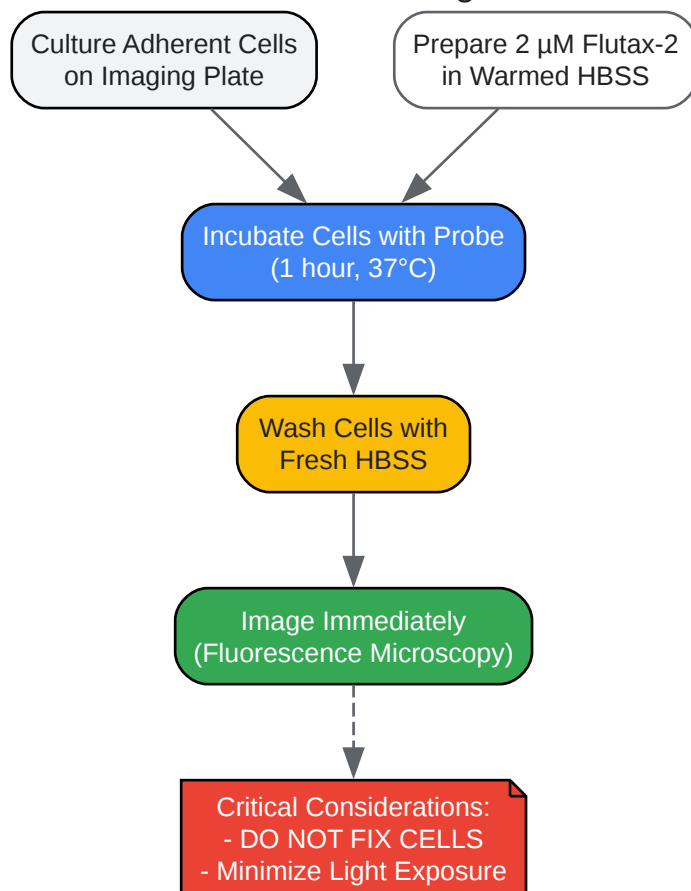 Culture Adherent Cells
on Imaging Plate
Prepare 2 µM Flutax-2
in Warmed HBSS
Incubate Cells with Probe
(1 hour, 37°C)
Wash Cells with
Fresh HBSS
Image Immediately
(Fluorescence Microscopy)
Critical Considerations:
- DO NOT FIX CELLS
- Minimize Light Exposure